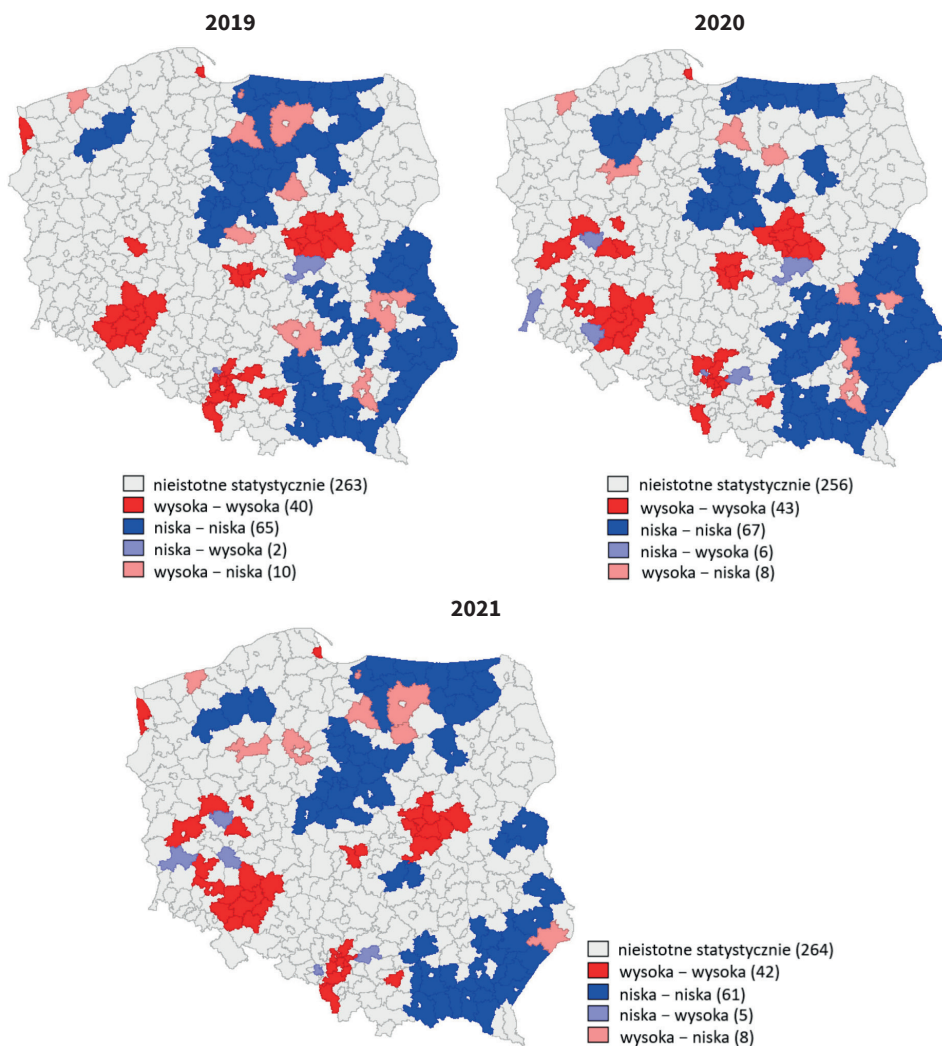 2019
2020
nieistotne statystycznie (263)
wysoka – wysoka (40)
niska – niska (65)
niska – wysoka (2)
wysoka – niska (10)
nieistotne statystycznie (256)
wysoka – wysoka (43)
niska – niska (67)
niska – wysoka (6)
wysoka – niska (8)
2021
nieistotne statystycznie (264)
wysoka – wysoka (42)
niska – niska (61)
niska – wysoka (5)
wysoka – niska (8)